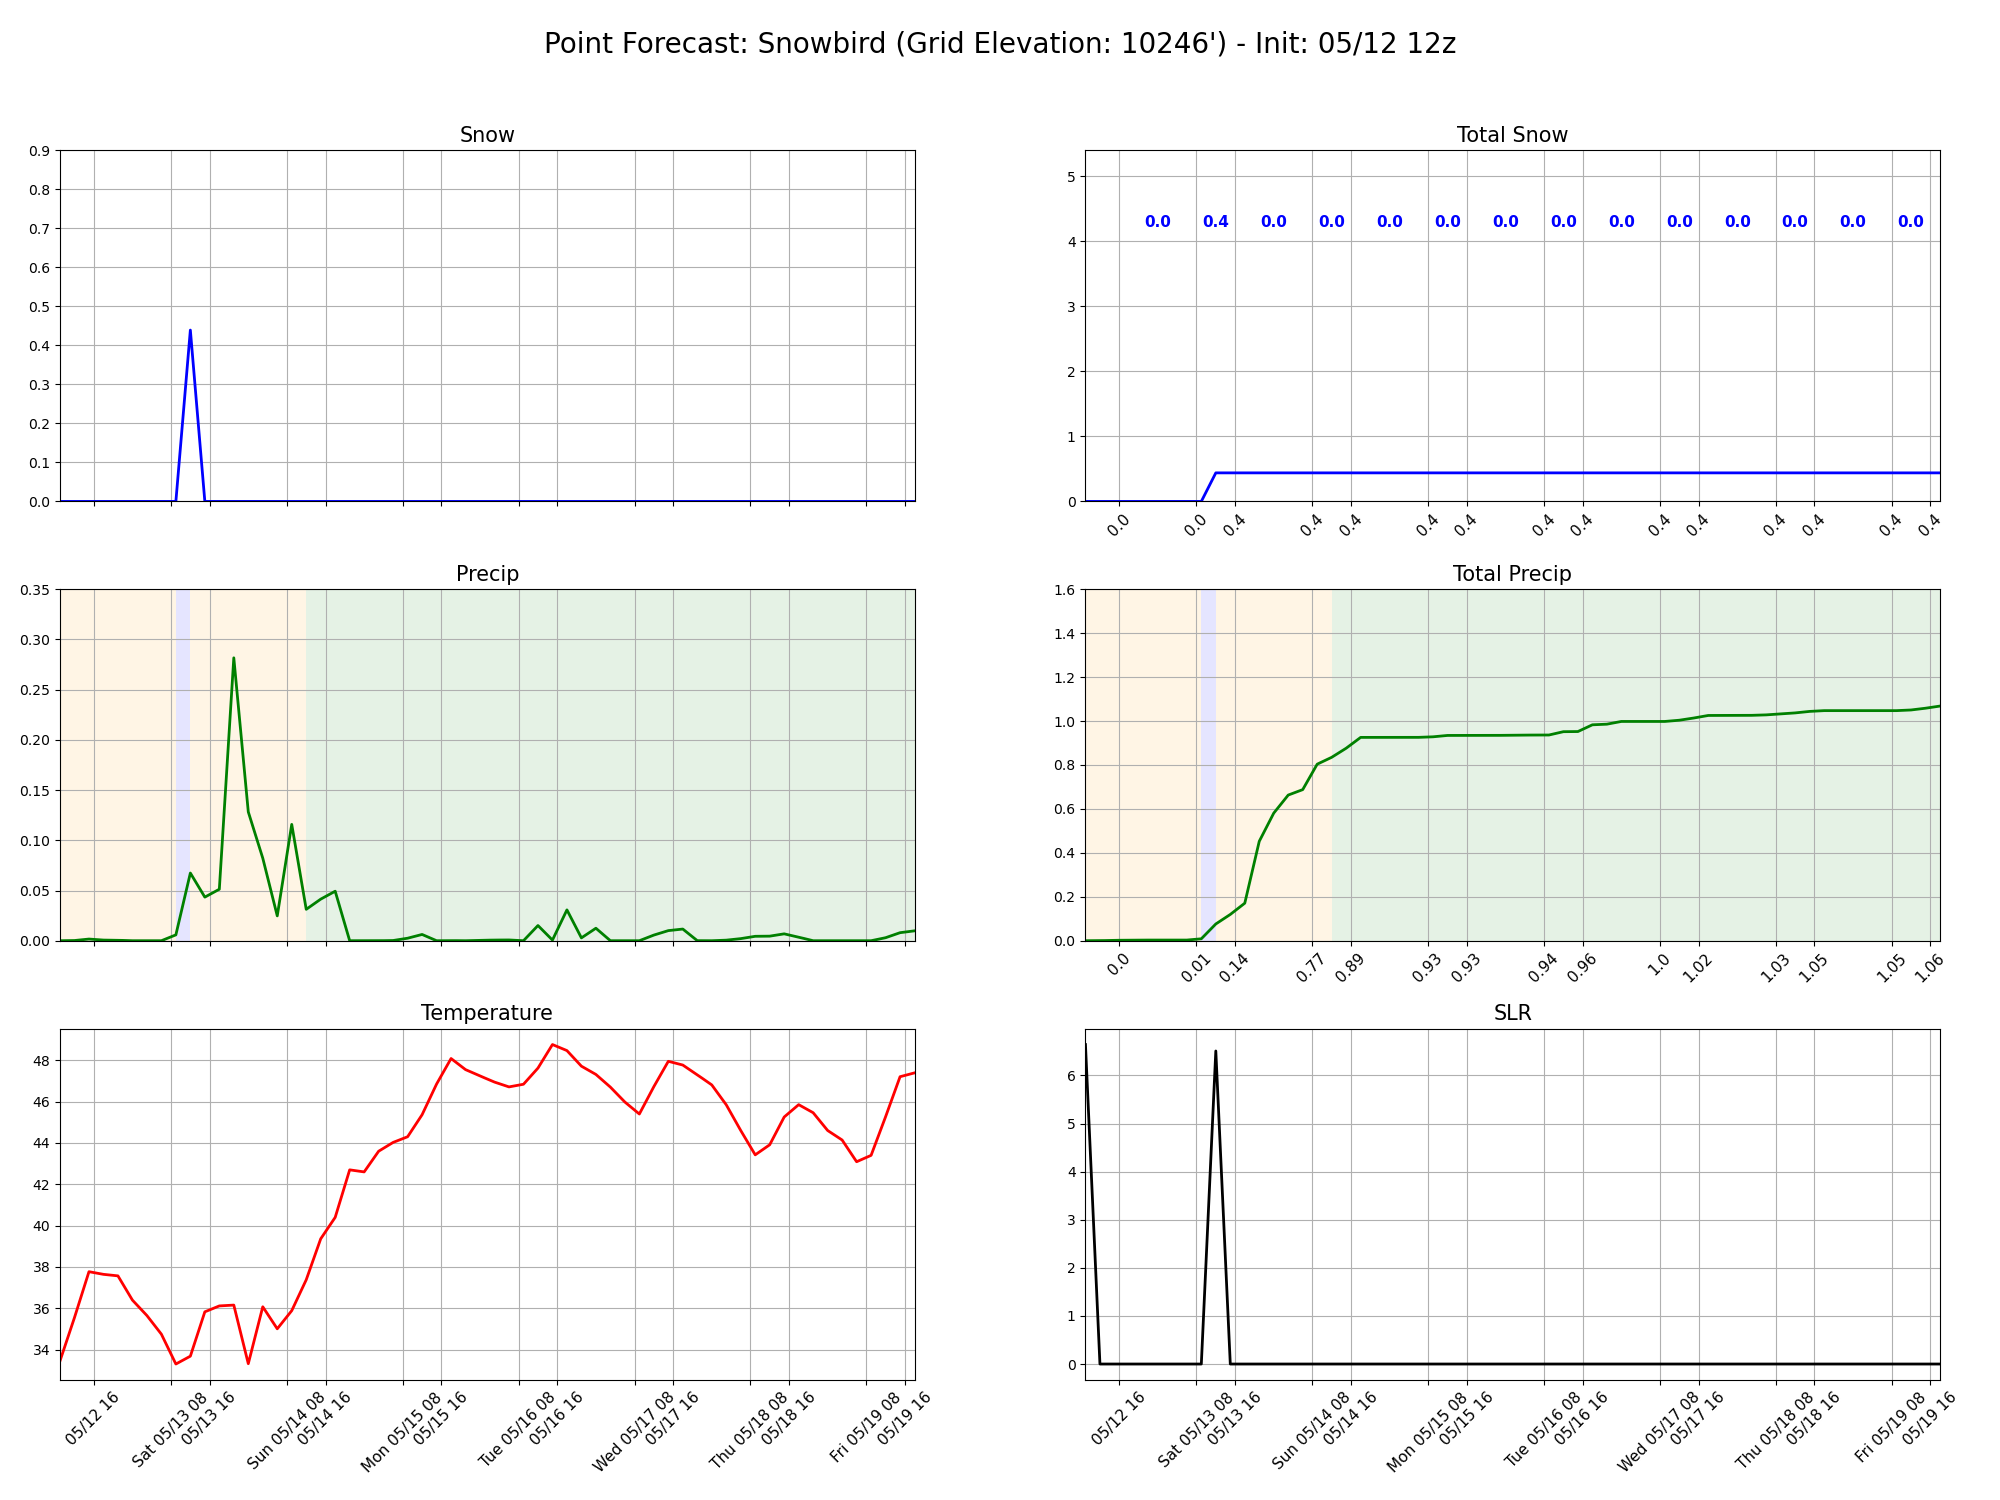 Point Forecast: Snowbird (Grid Elevation: 10246') - Init: 05/12 12z
Snow
0.9
0.8
0.7
0.6
0.5
0.4
0.3
0.2
0.1
0.0
Total Snow
5
4
3
2
1
0
0.0 0.4 0.0 0.0 0.0 0.0 0.0 0.0 0.0 0.0 0.0 0.0 0.0 0.0
0.0 0.0 0.4 0.4 0.4 0.4 0.4 0.4 0.4 0.4 0.4 0.4 0.4 0.4 0.4
Precip
0.35
0.30
0.25
0.20
0.15
0.10
0.05
0.00
Total Precip
1.6
1.4
1.2
1.0
0.8
0.6
0.4
0.2
0.0
0.0 0.01 0.14 0.77 0.89 0.93 0.93 0.94 0.96 1.0 1.02 1.03 1.05 1.05 1.06
Temperature
48
46
44
42
40
38
36
34
05/12 16
Sat 05/13 08
05/13 16
Sun 05/14 08
05/14 16
Mon 05/15 08
05/15 16
Tue 05/16 08
05/16 16
Wed 05/17 08
05/17 16
Thu 05/18 08
05/18 16
Fri 05/19 08
05/19 16
SLR
6
5
4
3
2
1
0
05/12 16
Sat 05/13 08
05/13 16
Sun 05/14 08
05/14 16
Mon 05/15 08
05/15 16
Tue 05/16 08
05/16 16
Wed 05/17 08
05/17 16
Thu 05/18 08
05/18 16
Fri 05/19 08
05/19 16